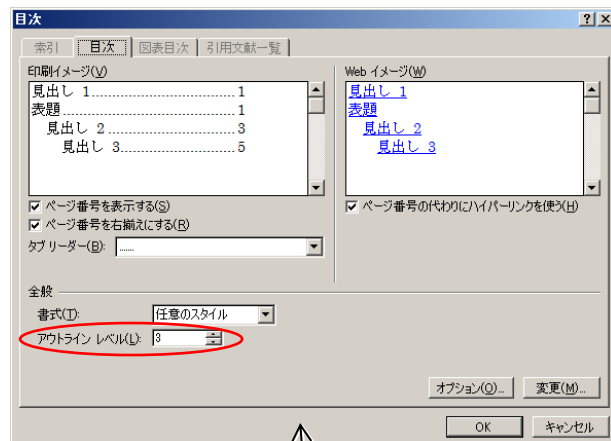 目次
索引 目次 図表目次 引用文献一覧
印刷イメージ(V)
見出し 1................................1
表題......................................1
見出し 2............................3
見出し 3..........................5
Web イメージ(W)
見出し 1
表題
見出し 2
見出し 3
ページ番号を表示する(S)
ページ番号を右揃えにする(R)
タブ リーダー(B): ......
ページ番号の代わりにハイパーリンクを使う(H)
全般
書式(T): 任意のスタイル
アウトライン レベル(L): 3
オプション(O)... 変更(M)...
OK キャンセル